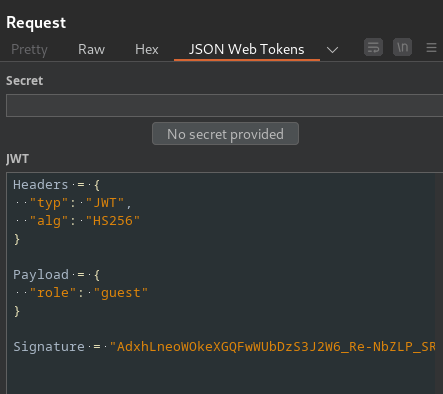 Request
Pretty Raw Hex JSON Web Tokens \n
Secret
No secret provided
JWT
Headers = {
  "typ": "JWT",
  "alg": "HS256"
}
Payload = {
  "role": "guest"
}
Signature = "AdxhLneoWOkeXGQFwWUbDzS3J2W6_Re-NbZLP_SR